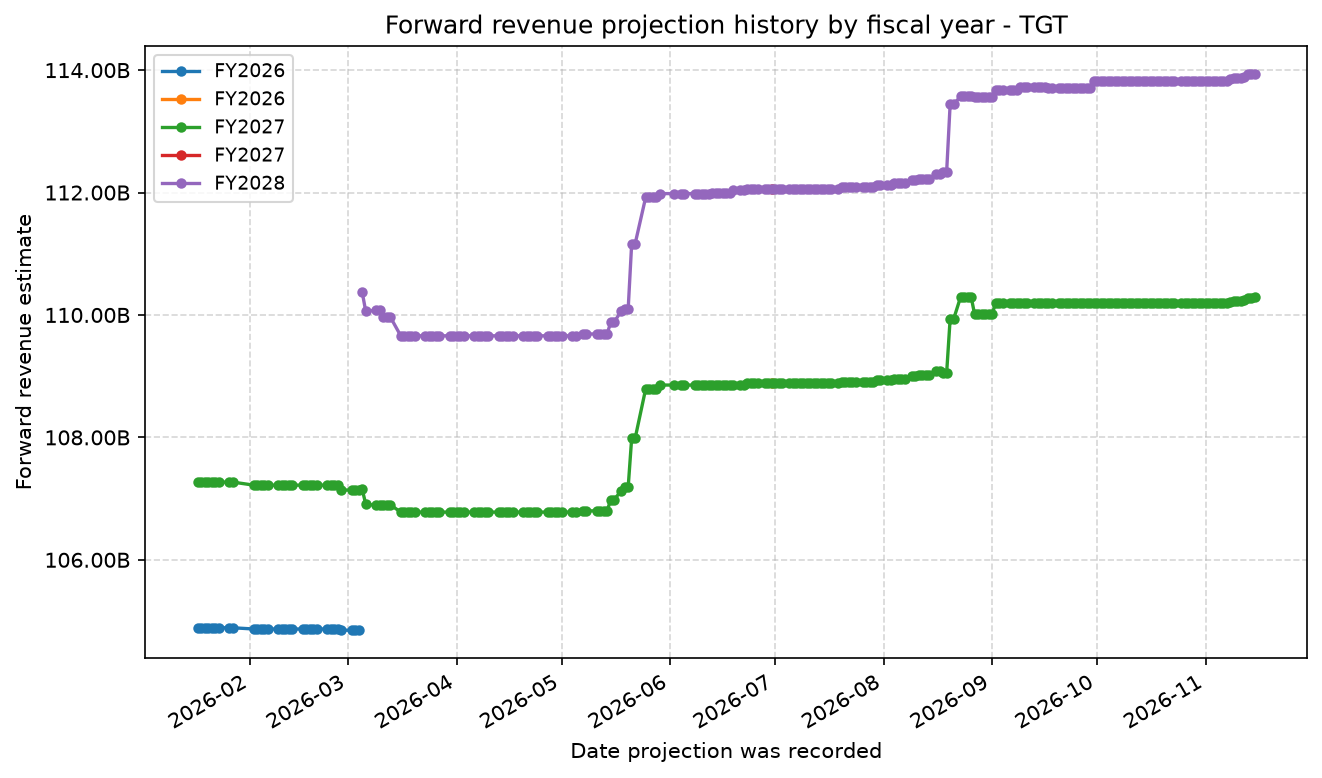 Forward revenue projection history by fiscal year - TGT
FY2026
FY2026
FY2027
FY2027
FY2028
114.00B
112.00B
110.00B
108.00B
106.00B
Forward revenue estimate
2026-02
2026-03
2026-04
2026-05
2026-06
2026-07
2026-08
2026-09
2026-10
2026-11
Date projection was recorded